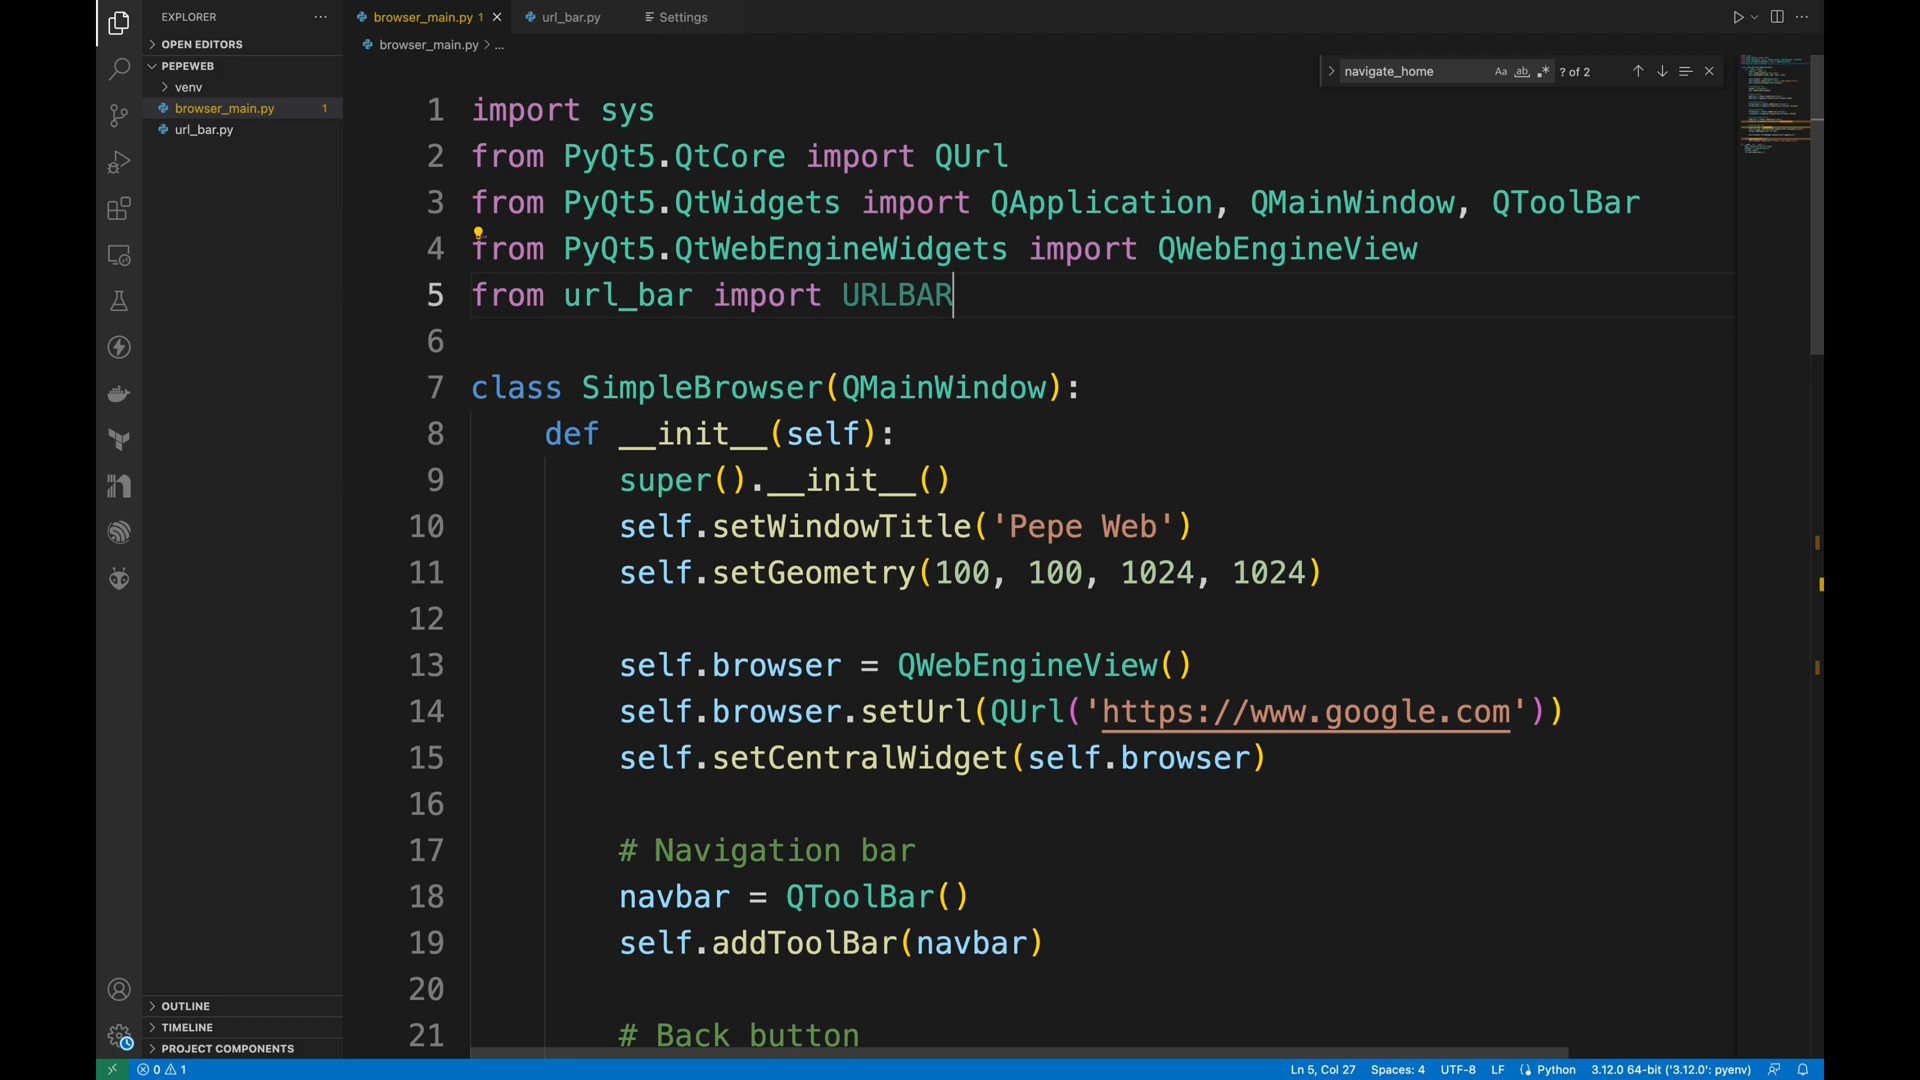 EXPLORER
browser_main.py 1
url_bar.py
Settings
OPEN EDITORS
browser_main.py > ...
PEPEWEB
venv
browser_main.py 1
url_bar.py
navigate_home Aa ab .* ? of 2
1 import sys
2 from PyQt5.QtCore import QUrl
3 from PyQt5.QtWidgets import QApplication, QMainWindow, QToolBar
4 from PyQt5.QtWebEngineWidgets import QWebEngineView
5 from url_bar import URLBAR
6
7 class SimpleBrowser(QMainWindow):
8 def __init__(self):
9 super().__init__()
10 self.setWindowTitle('Pepe Web')
11 self.setGeometry(100, 100, 1024, 1024)
12
13 self.browser = QWebEngineView()
14 self.browser.setUrl(QUrl('https://www.google.com'))
15 self.setCentralWidget(self.browser)
16
17 # Navigation bar
18 navbar = QToolBar()
19 self.addToolBar(navbar)
20
21 # Back button
OUTLINE
TIMELINE
PROJECT COMPONENTS
0 1
Ln 5, Col 27 Spaces: 4 UTF-8 LF Python 3.12.0 64-bit ('3.12.0': pyenv)